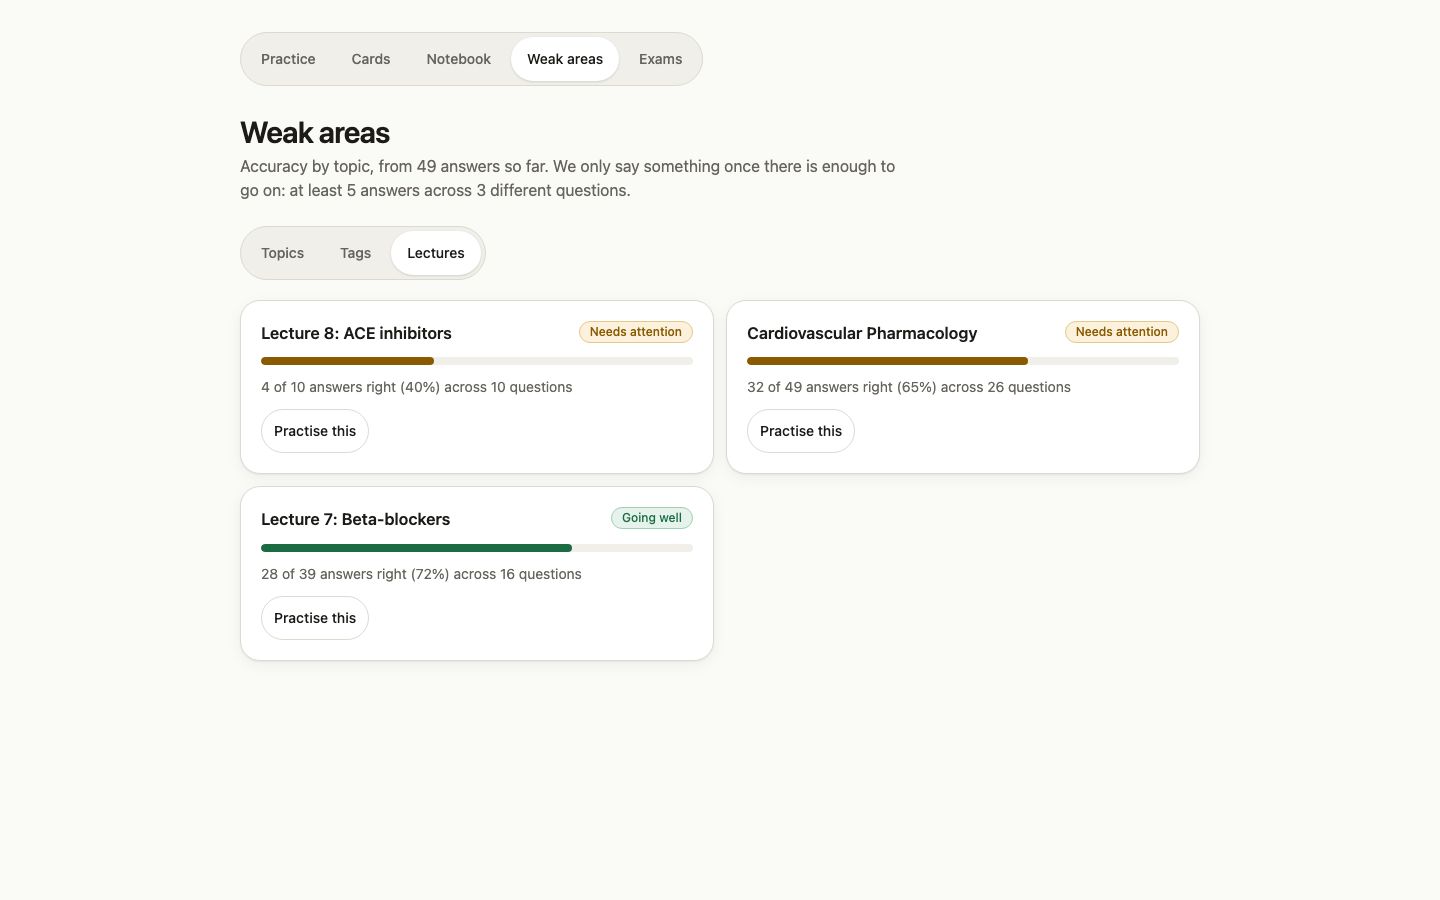 Practice Cards Notebook Weak areas Exams
Weak areas
Accuracy by topic, from 49 answers so far. We only say something once there is enough to
go on: at least 5 answers across 3 different questions.
Topics Tags Lectures
Lecture 8: ACE inhibitors Needs attention
4 of 10 answers right (40%) across 10 questions
Practise this
Cardiovascular Pharmacology Needs attention
32 of 49 answers right (65%) across 26 questions
Practise this
Lecture 7: Beta-blockers Going well
28 of 39 answers right (72%) across 16 questions
Practise this